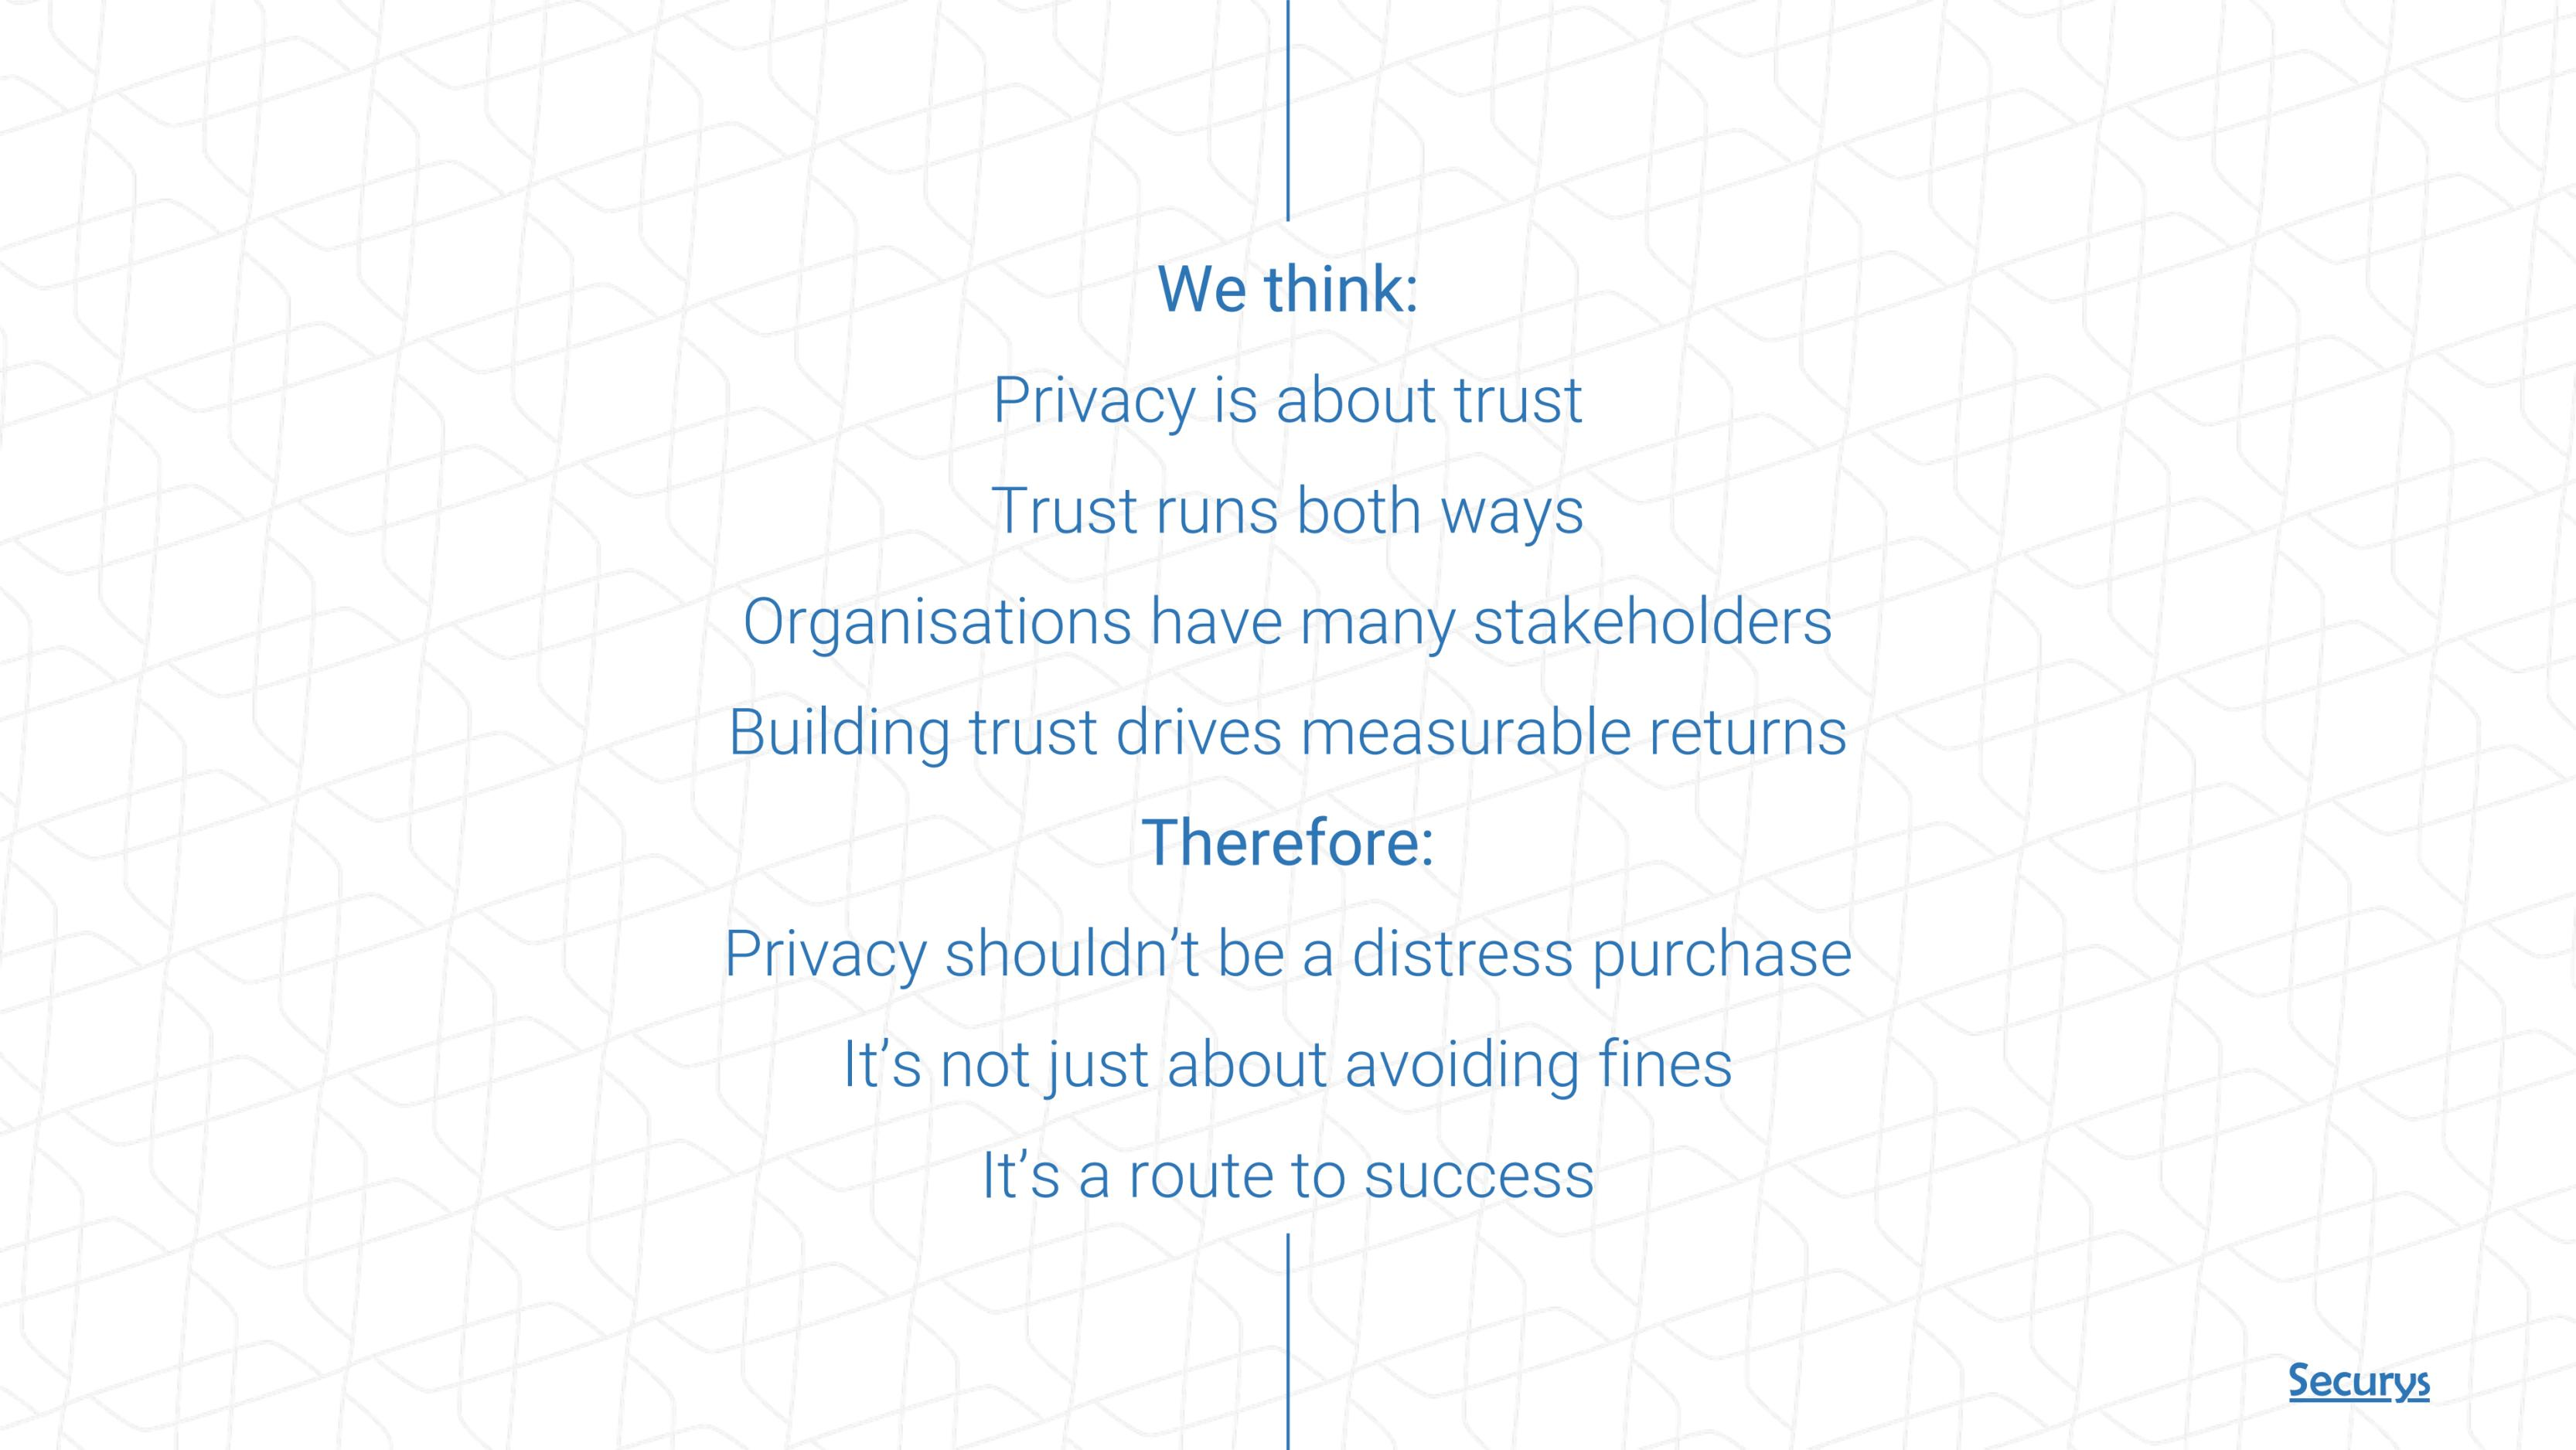 We think:
Privacy is about trust
Trust runs both ways
Organisations have many stakeholders
Building trust drives measurable returns
Therefore:
Privacy shouldn’t be a distress purchase
It’s not just about avoiding fines
It’s a route to success
Securys